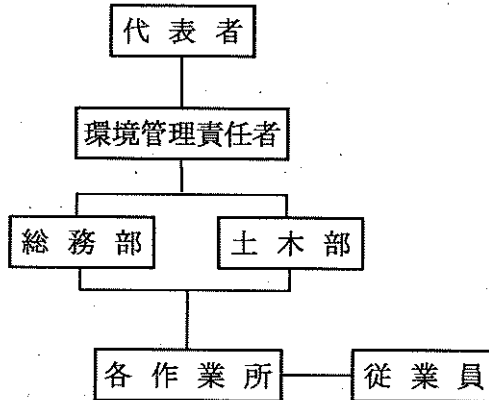 代表者
環境管理責任者
総務部
土木部
各作業所
従業員